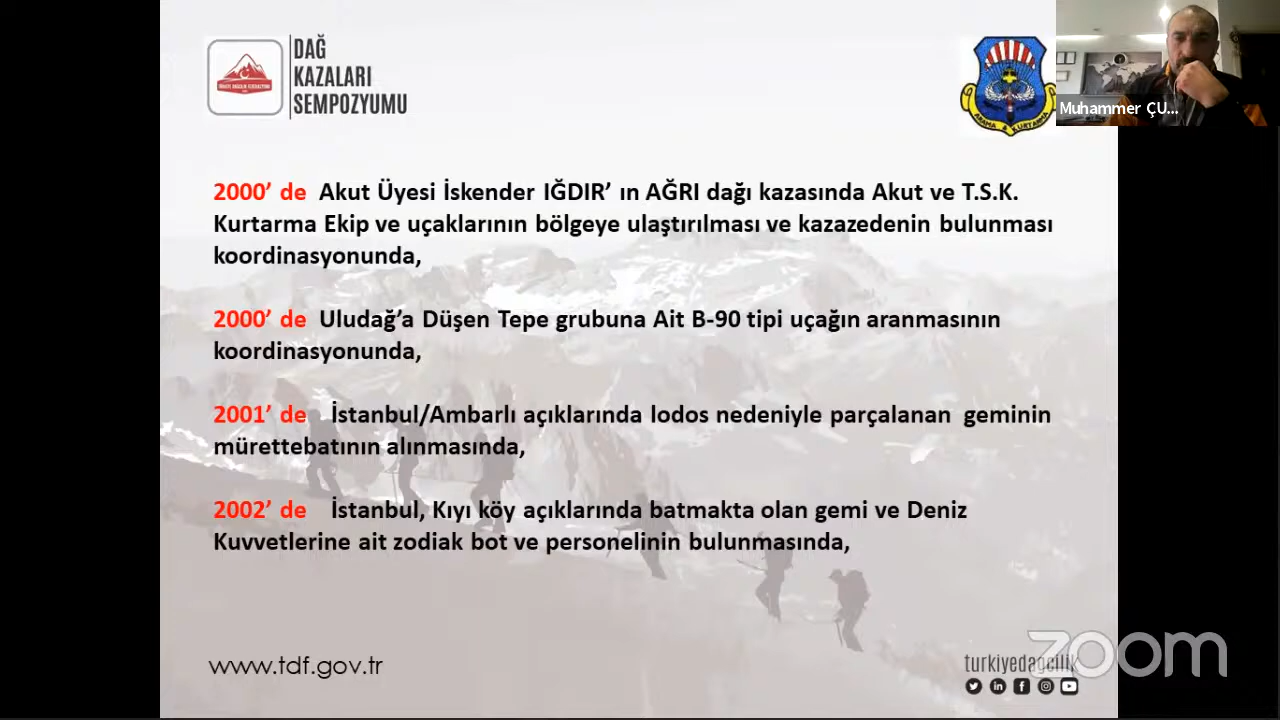 DAĞ
KAZALARI
SEMPOZYUMU
ARAMA & KURTARMA
Muhammer ÇU...
2000’ de Akut Üyesi İskender IĞDIR’ ın AĞRI dağı kazasında Akut ve T.S.K.
Kurtarma Ekip ve uçaklarının bölgeye ulaştırılması ve kazazedenin bulunması
koordinasyonunda,
2000’ de Uludağ’a Düşen Tepe grubuna Ait B-90 tipi uçağın aranmasının
koordinasyonunda,
2001’ de İstanbul/Ambarlı açıklarında lodos nedeniyle parçalanan geminin
mürettebatının alınmasında,
2002’ de İstanbul, Kıyı köy açıklarında batmakta olan gemi ve Deniz
Kuvvetlerine ait zodiak bot ve personelinin bulunmasında,
www.tdf.gov.tr
turkiyedagcilik
zoom